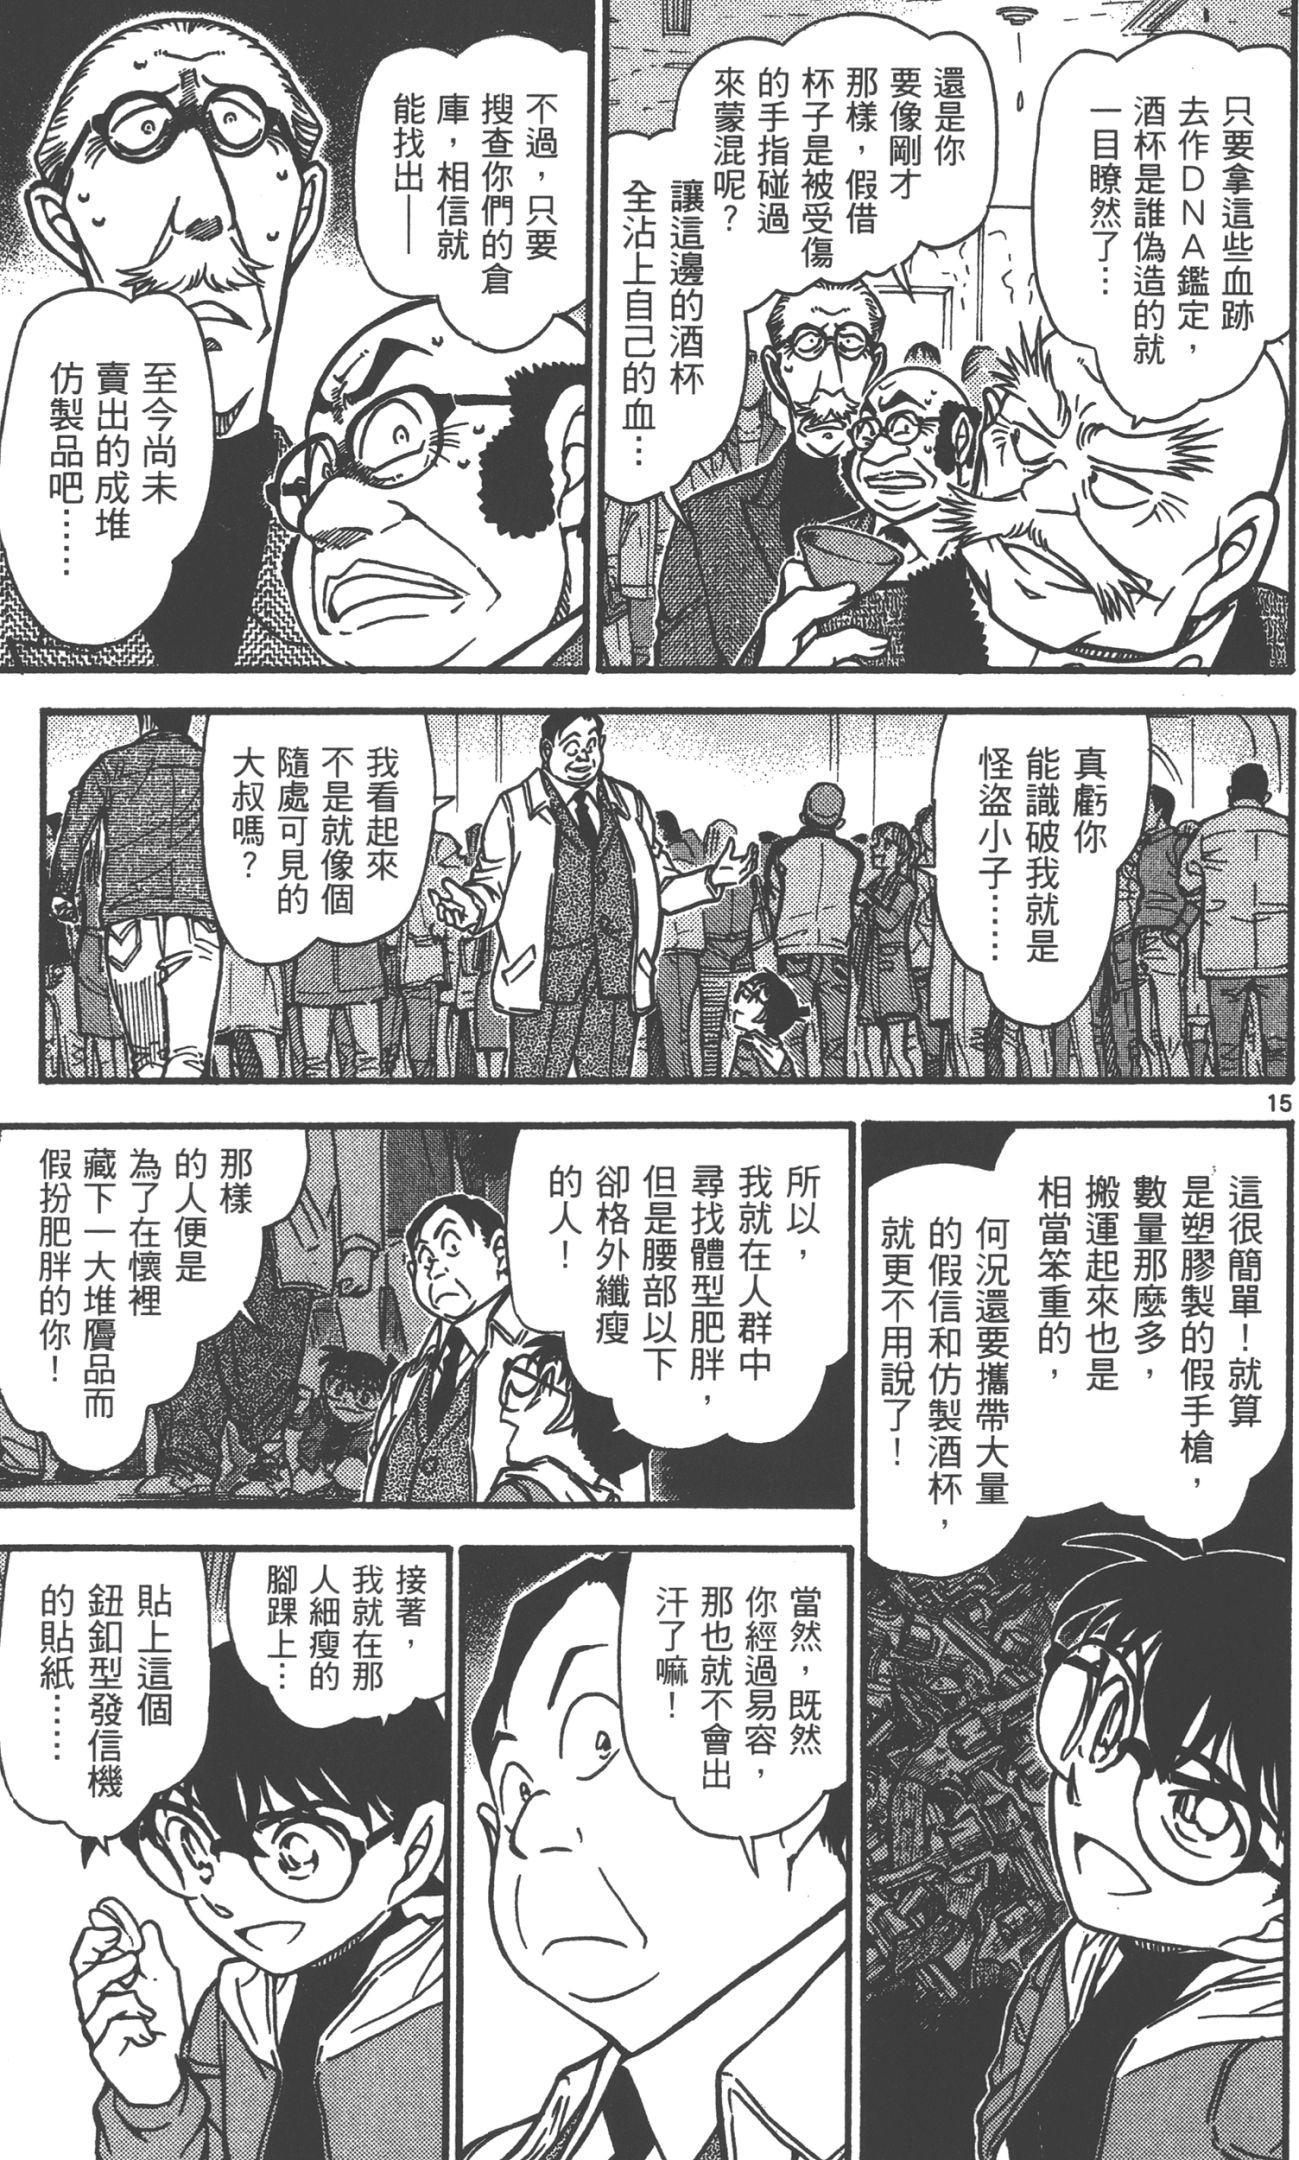 只要拿這些血跡
去作DNA鑑定，
酒杯是誰偽造的就
一目瞭然了…
還是你
要像剛才
那樣，假借
杯子是被受傷
的手指碰過
來蒙混呢？
讓這邊的酒杯
全沾上自己的血…
不過，只要
搜查你們的倉
庫，相信就
能找出——
至今尚未
賣出的成堆
仿製品吧……
真虧你
能識破我就是
怪盜小子……
我看起來
不是就像個
隨處可見的
大叔嗎？
15
這很簡單！就算
是塑膠製的假手槍，
數量那麼多，
搬運起來也是
相當笨重的，
何況還要攜帶大量
的假信和仿製酒杯，
就更不用說了！
所以，
我就在人群中
尋找體型肥胖，
但是腰部以下
卻格外纖瘦
的人！
那樣
的人便是
為了在懷裡
藏下一大堆贗品而
假扮肥胖的你！
當然，既然
你經過易容，
那也就不會出
汗了嘛！
接著，
我就在那
人細瘦的
腳踝上…
貼上這個
鈕釦型發信機
的貼紙……